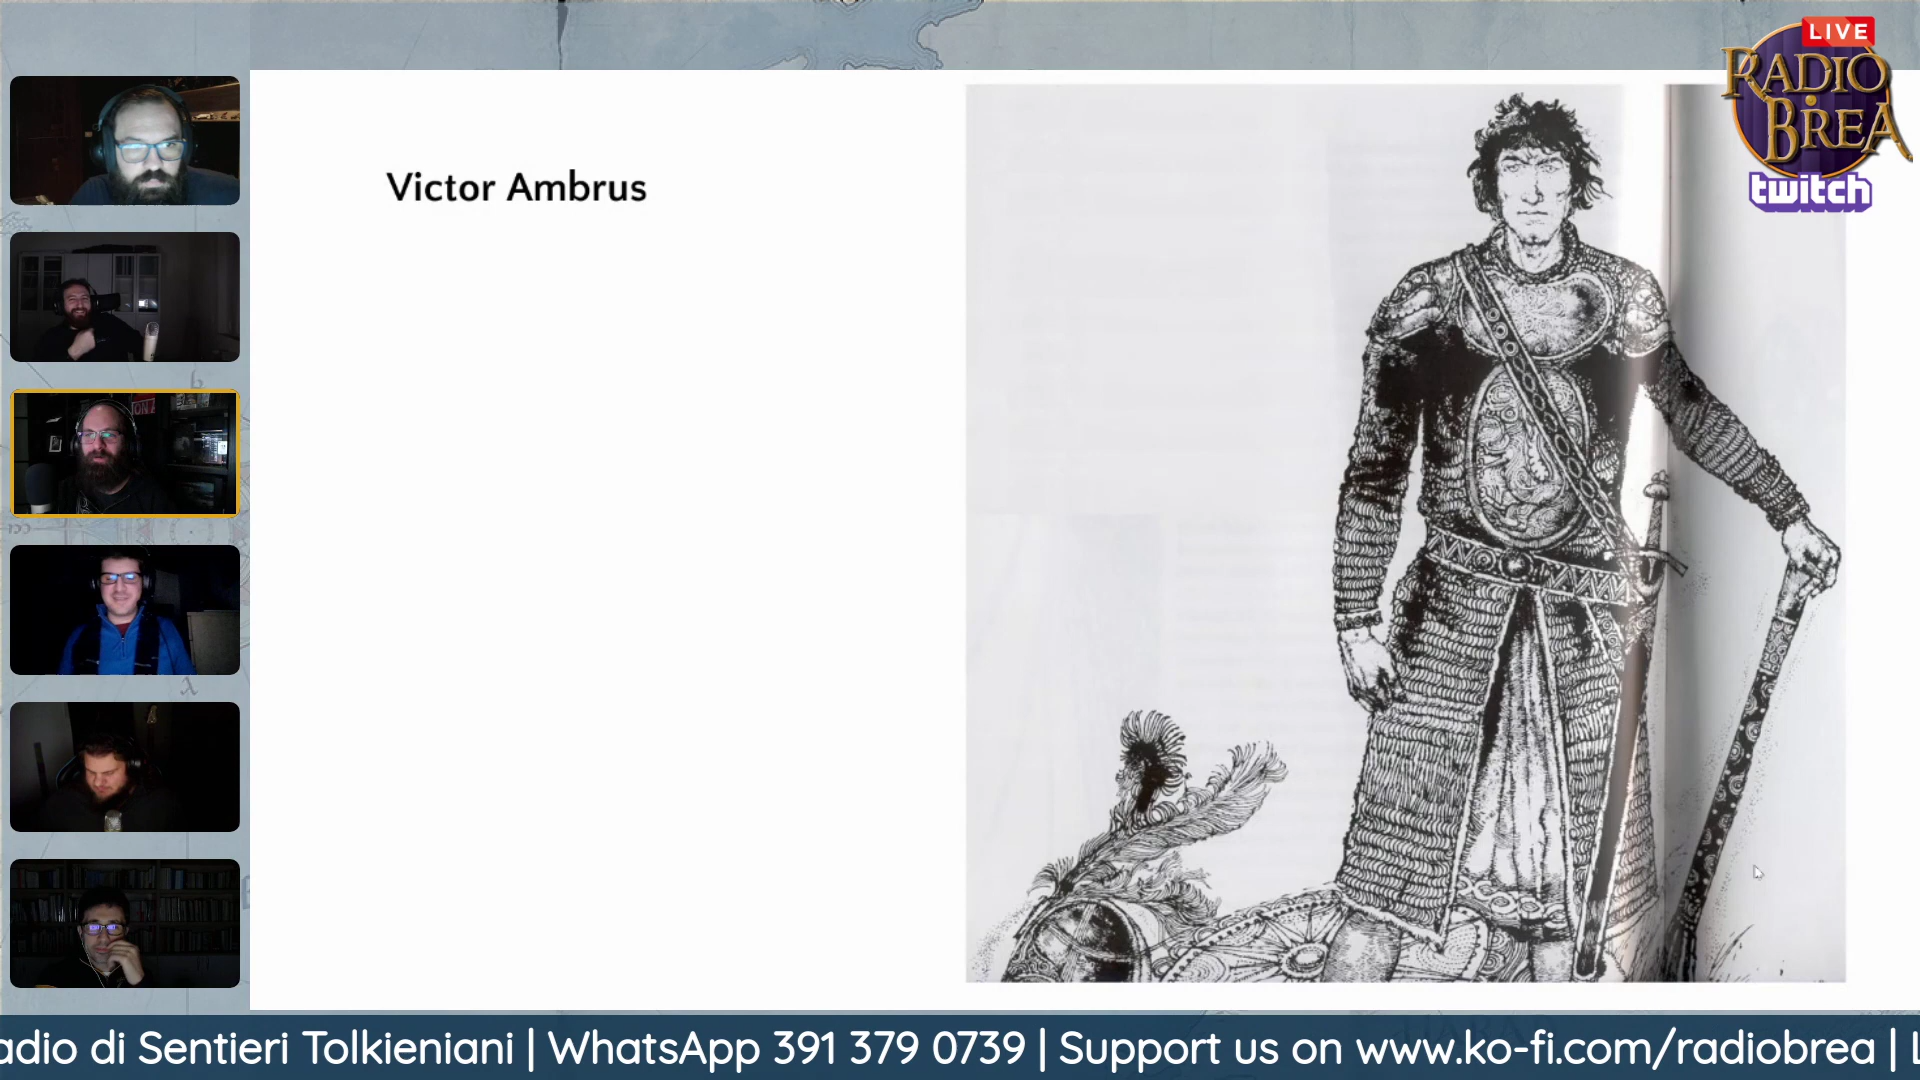 LIVE
RADIO
BREA
twitch
Victor Ambrus
adio di Sentieri Tolkieniani | WhatsApp 391 379 0739 | Support us on www.ko-fi.com/radiobrea | L